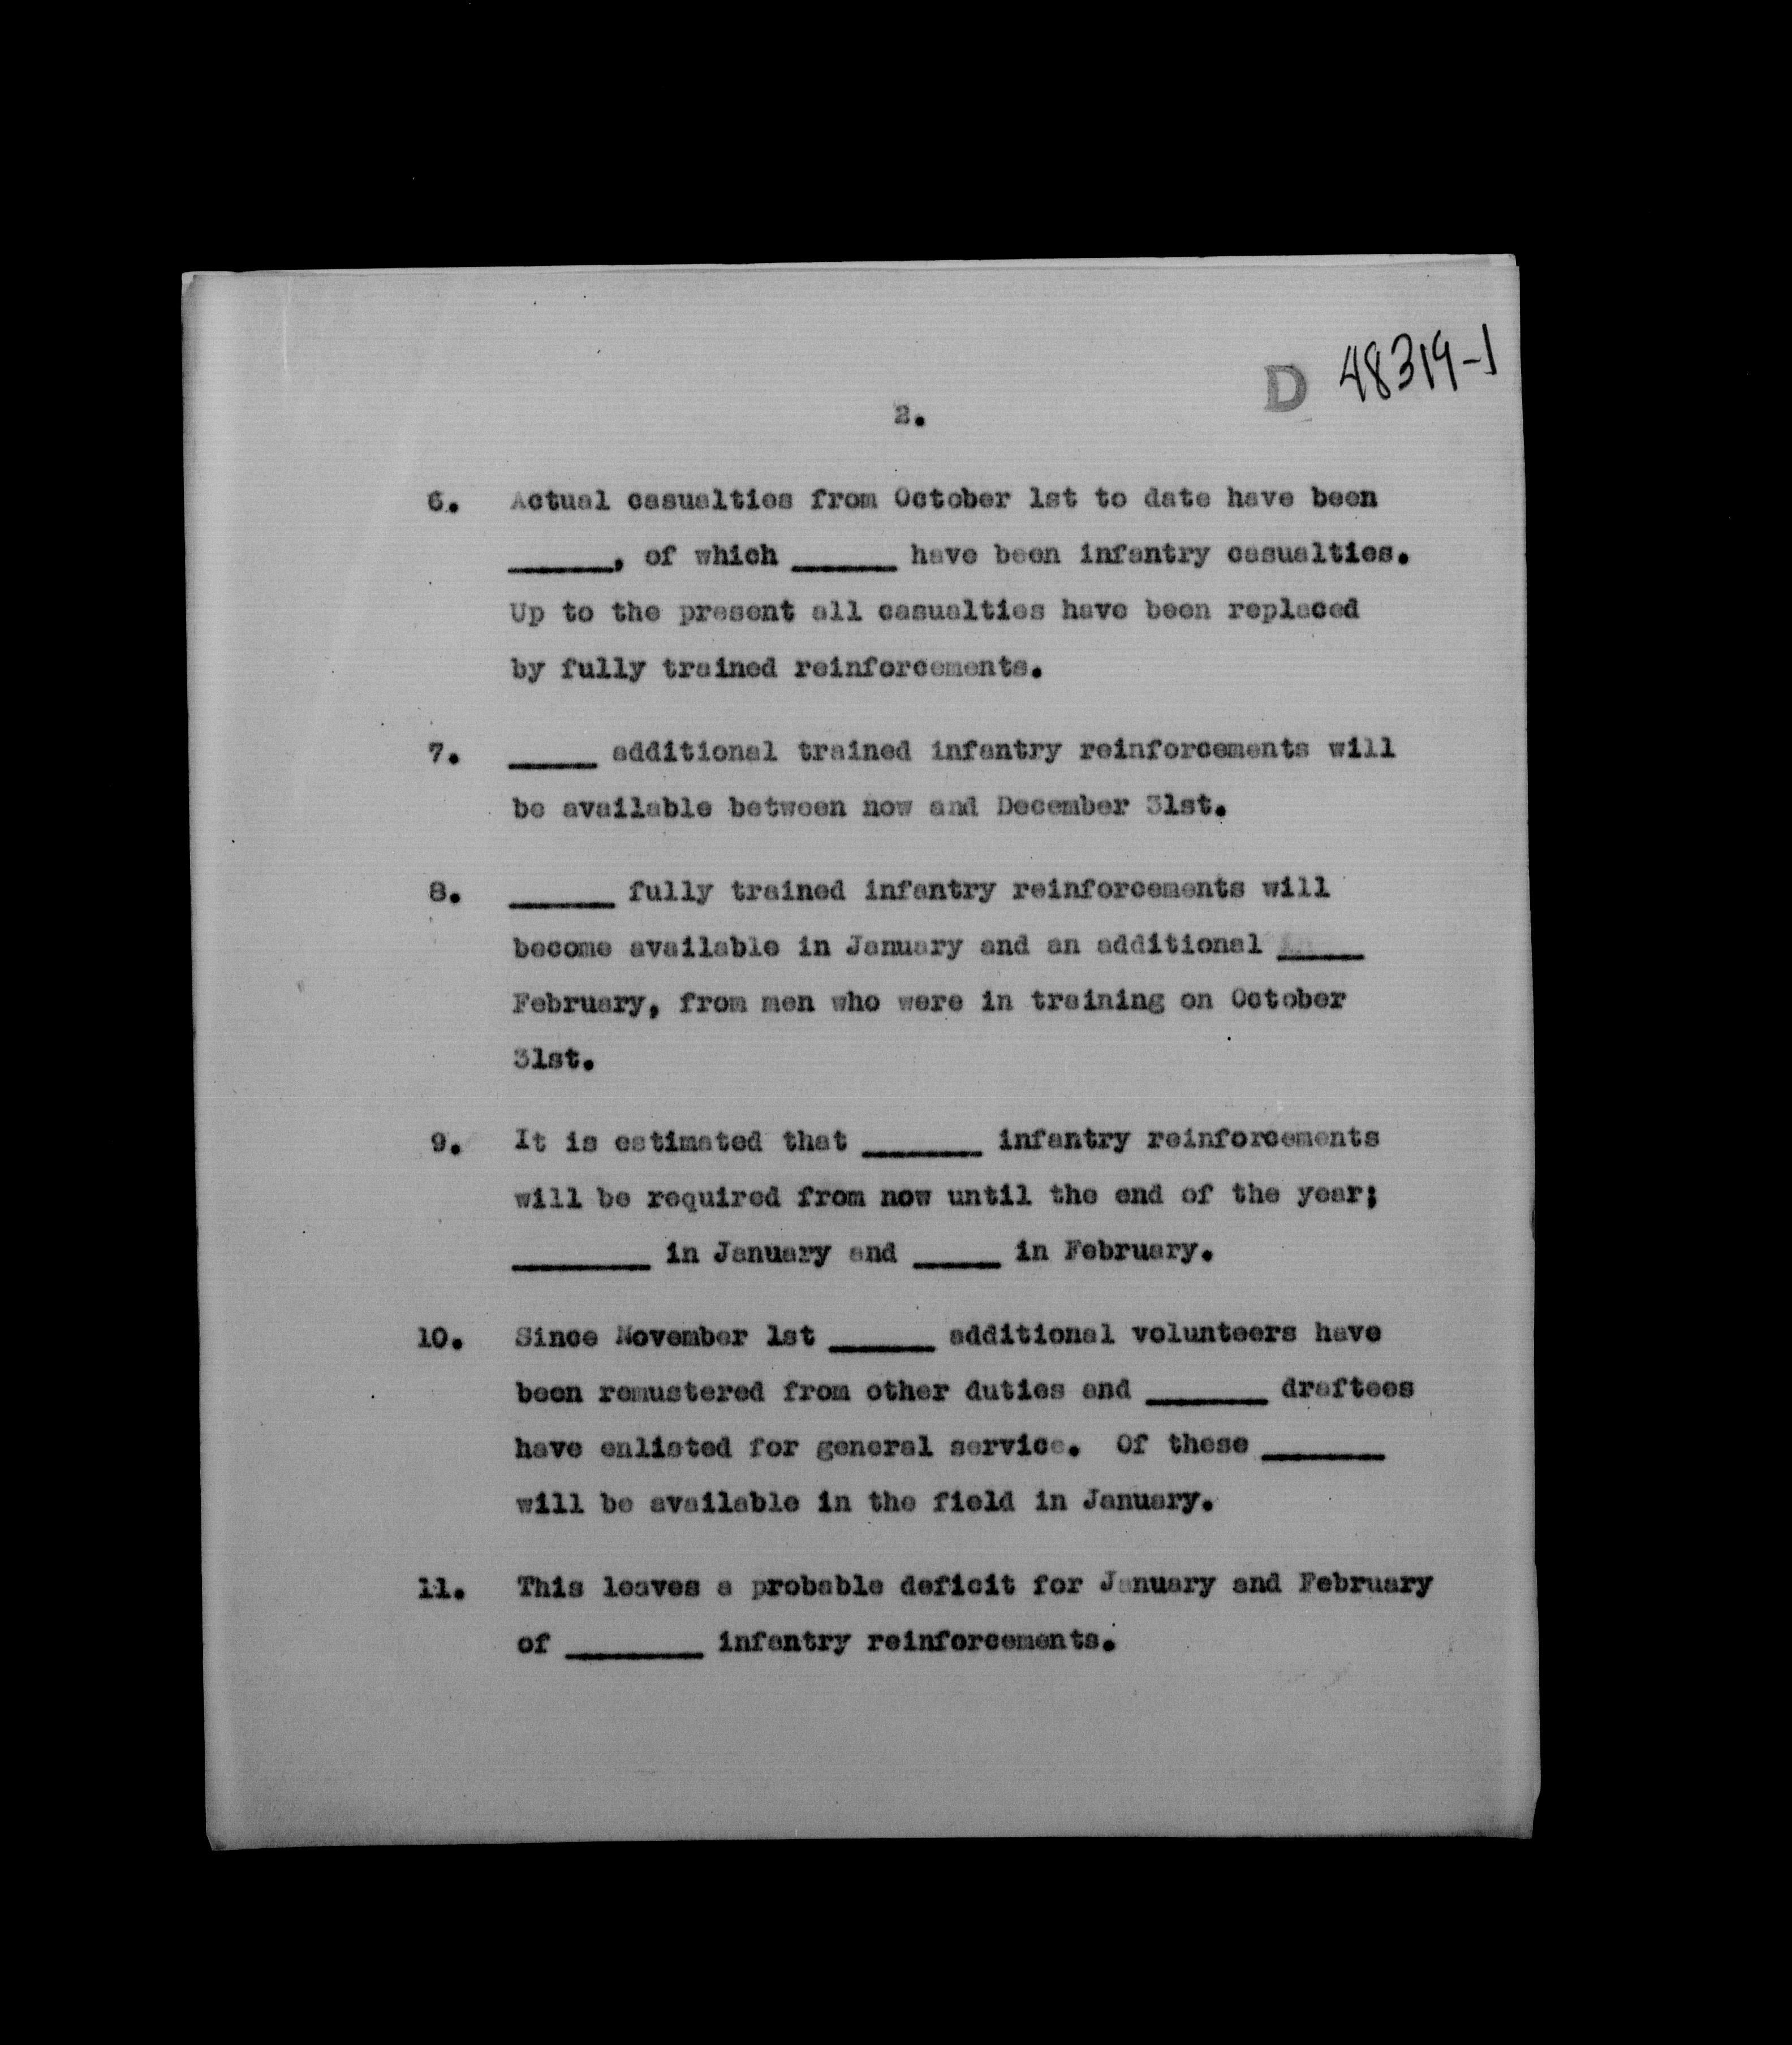 D 48319-1
2.
6. Actual casualties from October 1st to date have been
______, of which ______ have been infantry casualties.
Up to the present all casualties have been replaced
by fully trained reinforcements.
7. _____ additional trained infantry reinforcements will
be available between now and December 31st.
8. ______ fully trained infantry reinforcements will
become available in January and an additional _____
February, from men who were in training on October
31st.
9. It is estimated that _______ infantry reinforcements
will be required from now until the end of the year;
________ in January and _____ in February.
10. Since November 1st ______ additional volunteers have
been remustered from other duties and _______ draftees
have enlisted for general service. Of these _______
will be available in the field in January.
11. This leaves a probable deficit for January and February
of ________ infantry reinforcements.